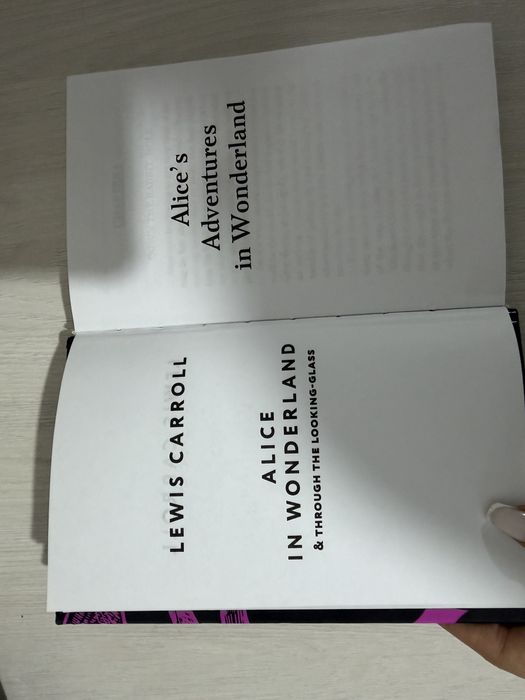 LEWIS CARROLL
ALICE
IN WONDERLAND
& THROUGH THE LOOKING-GLASS
Alice's
Adventures
in Wonderland